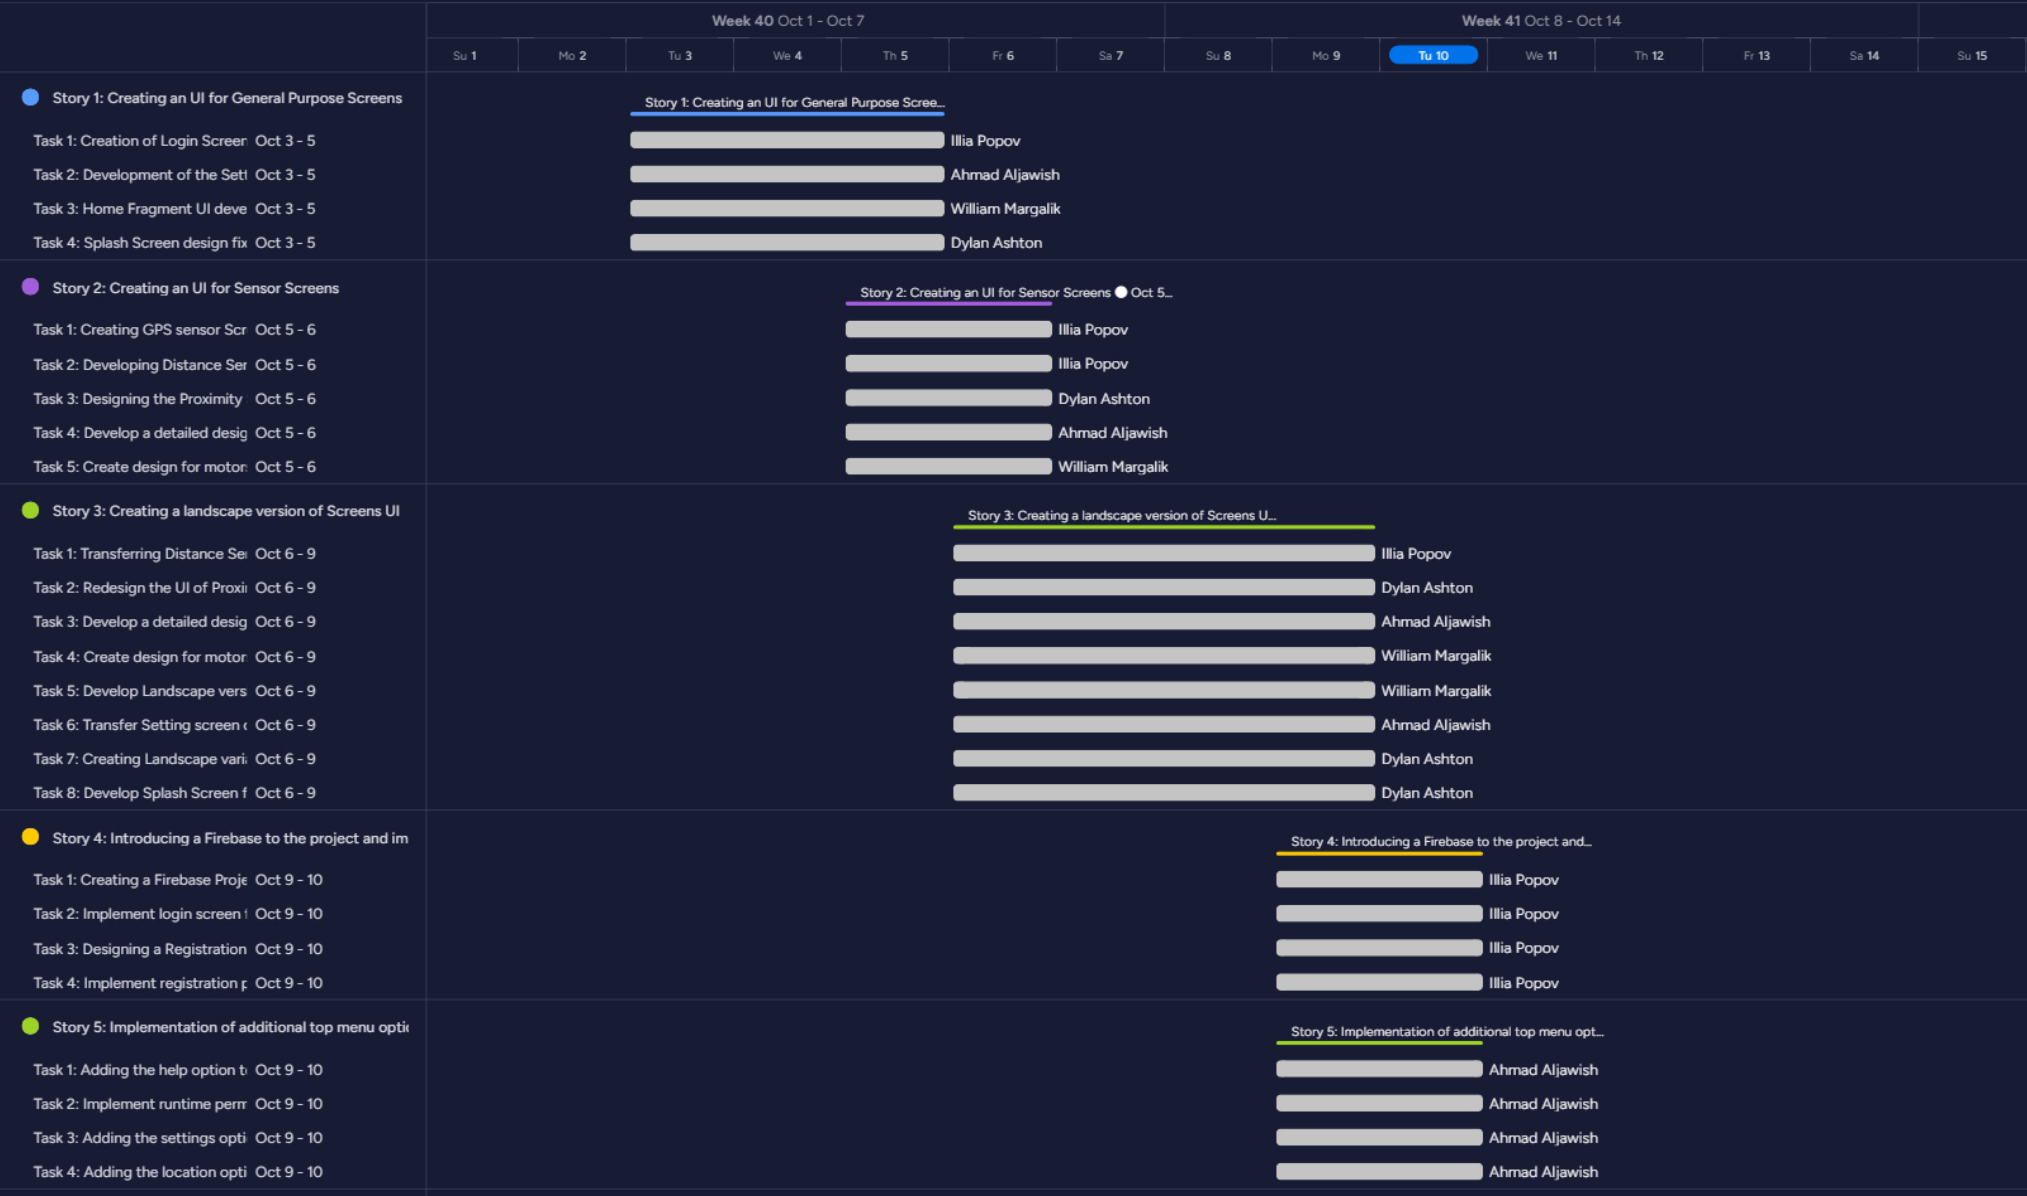 Week 40 Oct 1 - Oct 7 Week 41 Oct 8 - Oct 14
Su 1 Mo 2 Tu 3 We 4 Th 5 Fr 6 Sa 7 Su 8 Mo 9 Tu 10 We 11 Th 12 Fr 13 Sa 14 Su 15
Story 1: Creating an UI for General Purpose Screens Story 1: Creating an UI for General Purpose Scree...
Task 1: Creation of Login Screen Oct 3 - 5 Illia Popov
Task 2: Development of the Sett Oct 3 - 5 Ahmad Aljawish
Task 3: Home Fragment UI deve Oct 3 - 5 William Margalik
Task 4: Splash Screen design fix Oct 3 - 5 Dylan Ashton
Story 2: Creating an UI for Sensor Screens Story 2: Creating an UI for Sensor Screens Oct 5...
Task 1: Creating GPS sensor Scr Oct 5 - 6 Illia Popov
Task 2: Developing Distance Ser Oct 5 - 6 Illia Popov
Task 3: Designing the Proximity Oct 5 - 6 Dylan Ashton
Task 4: Develop a detailed desig Oct 5 - 6 Ahmad Aljawish
Task 5: Create design for motor Oct 5 - 6 William Margalik
Story 3: Creating a landscape version of Screens UI Story 3: Creating a landscape version of Screens U...
Task 1: Transferring Distance Se Oct 6 - 9 Illia Popov
Task 2: Redesign the UI of Proxi Oct 6 - 9 Dylan Ashton
Task 3: Develop a detailed desig Oct 6 - 9 Ahmad Aljawish
Task 4: Create design for motor Oct 6 - 9 William Margalik
Task 5: Develop Landscape vers Oct 6 - 9 William Margalik
Task 6: Transfer Setting screen Oct 6 - 9 Ahmad Aljawish
Task 7: Creating Landscape vari Oct 6 - 9 Dylan Ashton
Task 8: Develop Splash Screen f Oct 6 - 9 Dylan Ashton
Story 4: Introducing a Firebase to the project and im Story 4: Introducing a Firebase to the project and...
Task 1: Creating a Firebase Proje Oct 9 - 10 Illia Popov
Task 2: Implement login screen Oct 9 - 10 Illia Popov
Task 3: Designing a Registration Oct 9 - 10 Illia Popov
Task 4: Implement registration p Oct 9 - 10 Illia Popov
Story 5: Implementation of additional top menu optic Story 5: Implementation of additional top menu opt...
Task 1: Adding the help option t Oct 9 - 10 Ahmad Aljawish
Task 2: Implement runtime perm Oct 9 - 10 Ahmad Aljawish
Task 3: Adding the settings opti Oct 9 - 10 Ahmad Aljawish
Task 4: Adding the location opti Oct 9 - 10 Ahmad Aljawish